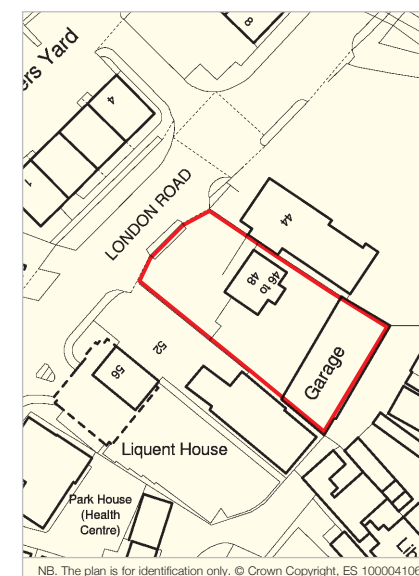 8
ers Yard
4
1
LONDON ROAD
44
46 to
48
52
56
Garage
Liquent House
Park House
(Health
Centre)
NB. The plan is for identification only. © Crown Copyright, ES 100004106